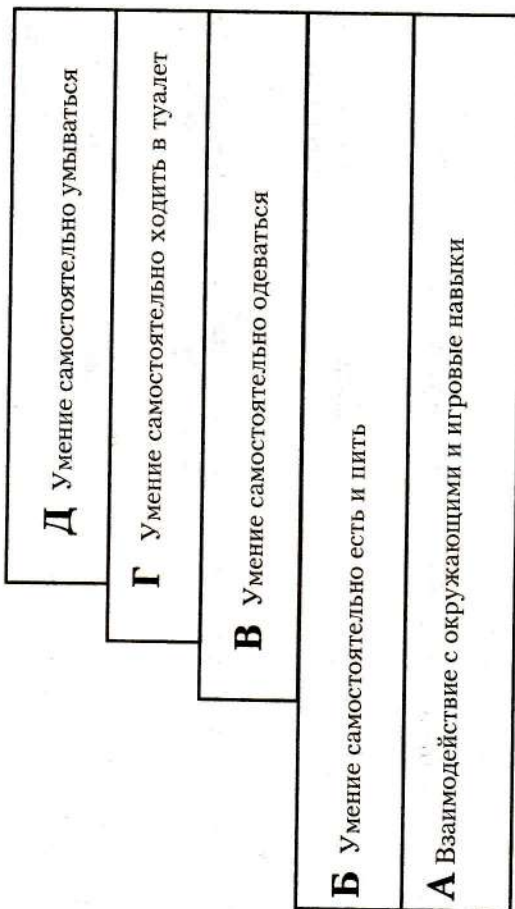 Д Умение самостоятельно умываться
Г Умение самостоятельно ходить в туалет
В Умение самостоятельно одеваться
Б Умение самостоятельно есть и пить
А Взаимодействие с окружающими и игровые навыки